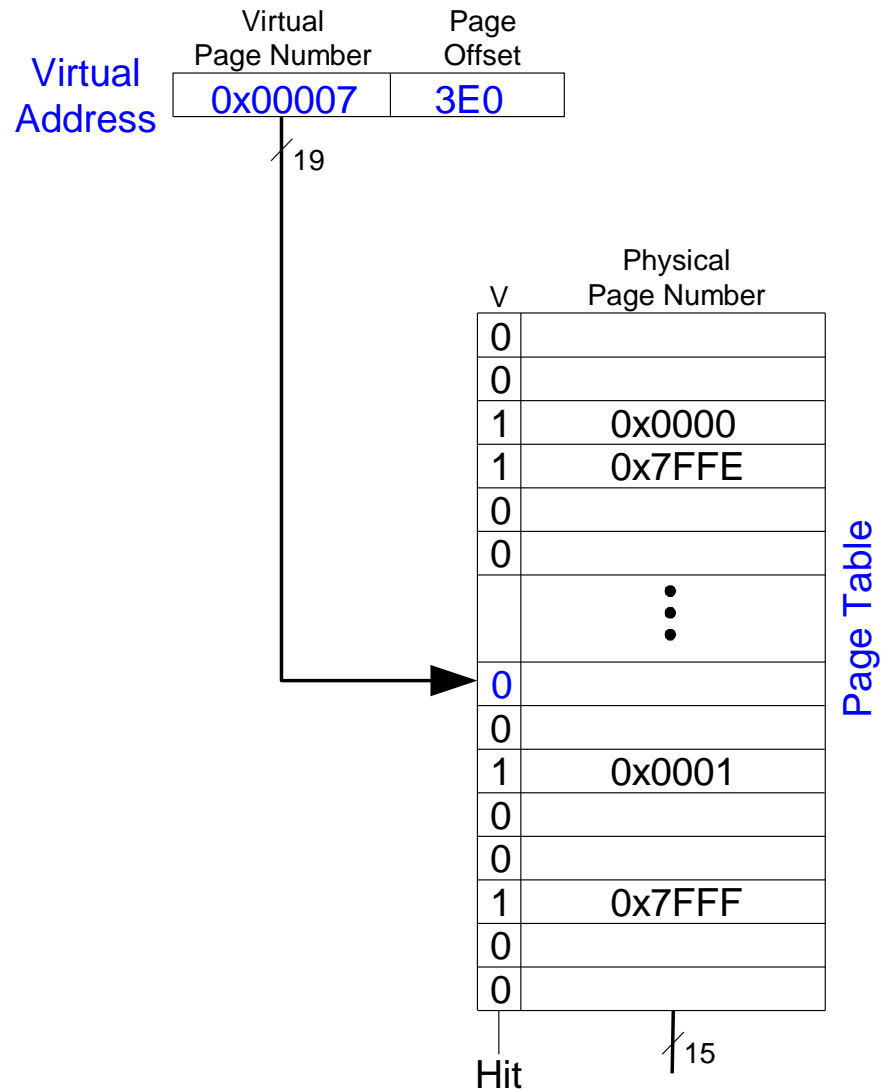 Virtual
Page Number
Page
Offset
Virtual
Address
0x00007
3E0
19
V
Physical
Page Number
0
0
1 0x0000
1 0x7FFE
0
0
0
0
1 0x0001
0
0
1 0x7FFF
0
0
Page Table
Hit
15